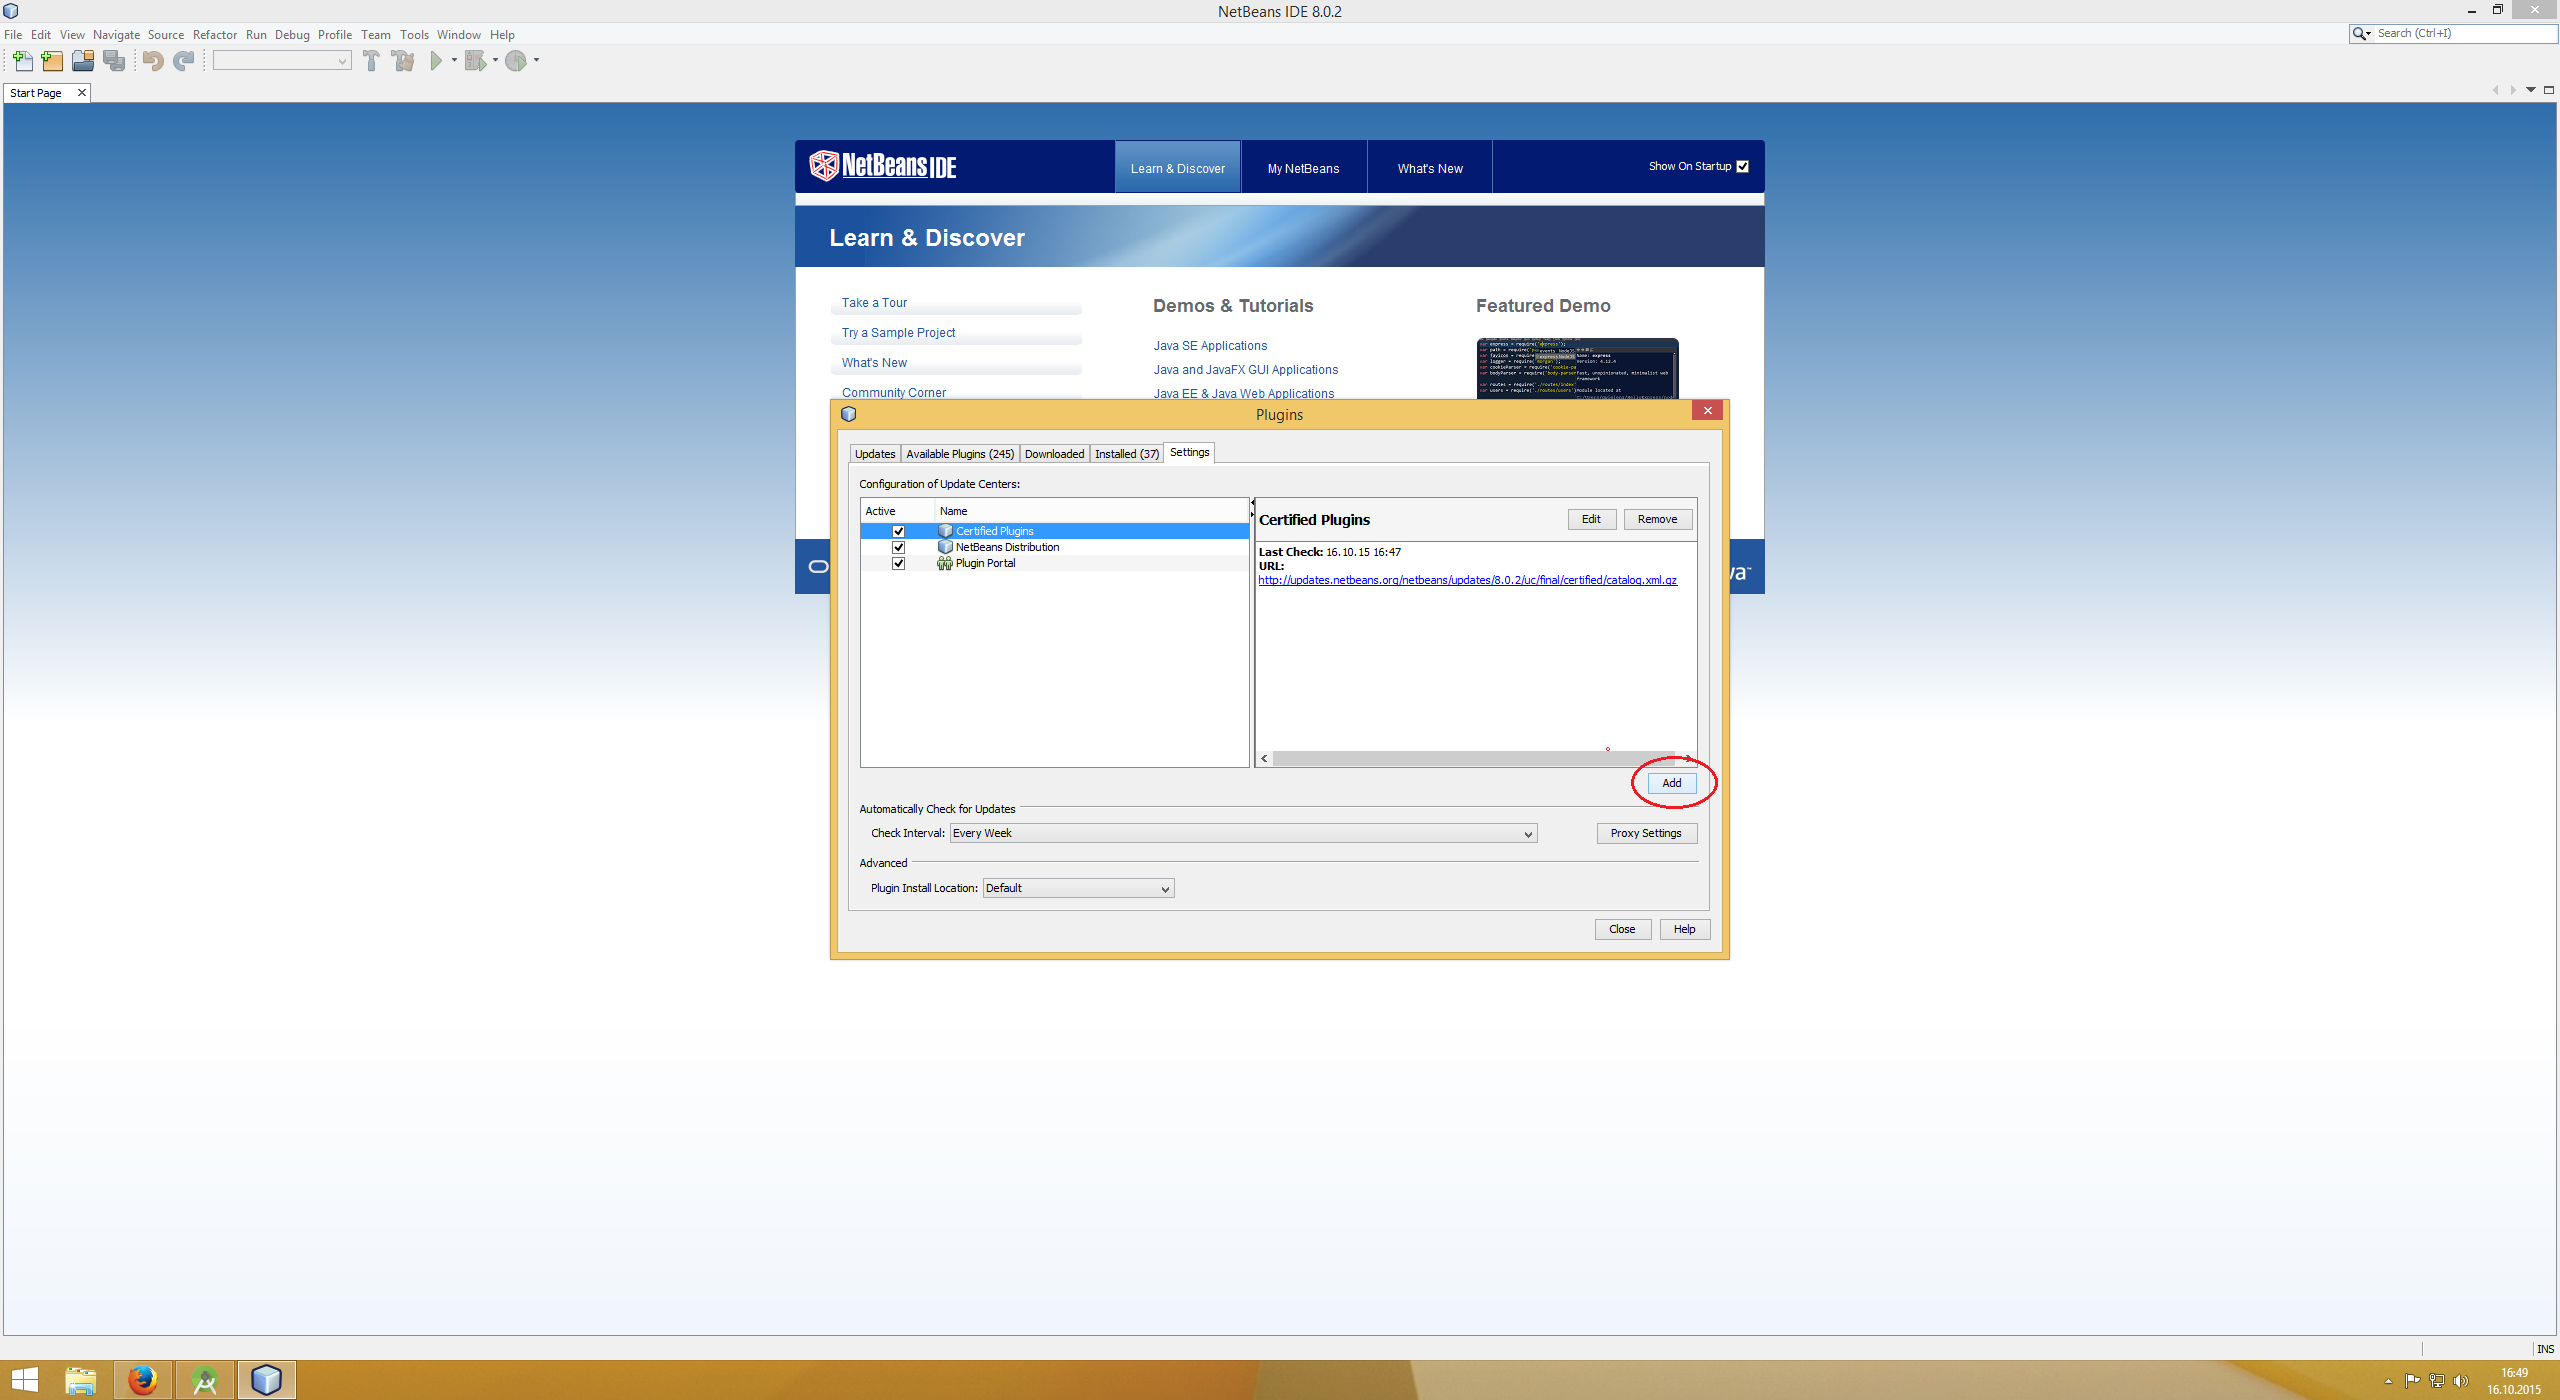 NetBeans IDE 8.0.2
File Edit View Navigate Source Refactor Run Debug Profile Team Tools Window Help
Search (Ctrl+I)
Start Page
NetBeans IDE
Learn & Discover
My NetBeans
What's New
Show On Startup
Learn & Discover
Take a Tour
Try a Sample Project
What's New
Community Corner
Demos & Tutorials
Java SE Applications
Java and JavaFX GUI Applications
Java EE & Java Web Applications
Featured Demo
Plugins
Updates
Available Plugins (245)
Downloaded
Installed (37)
Settings
Configuration of Update Centers:
Active Name
Certified Plugins
NetBeans Distribution
Plugin Portal
Certified Plugins
Edit
Remove
Last Check: 16.10.15 16:47
URL:
http://updates.netbeans.org/netbeans/updates/8.0.2/uc/final/certified/catalog.xml.gz
Add
Automatically Check for Updates
Check Interval: Every Week
Proxy Settings
Advanced
Plugin Install Location: Default
Close
Help
INS
16:49
16.10.2015